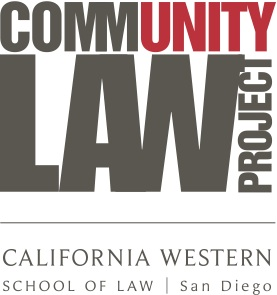 COMMUNITY
LAW
PROJECT
CALIFORNIA WESTERN
SCHOOL OF LAW | San Diego